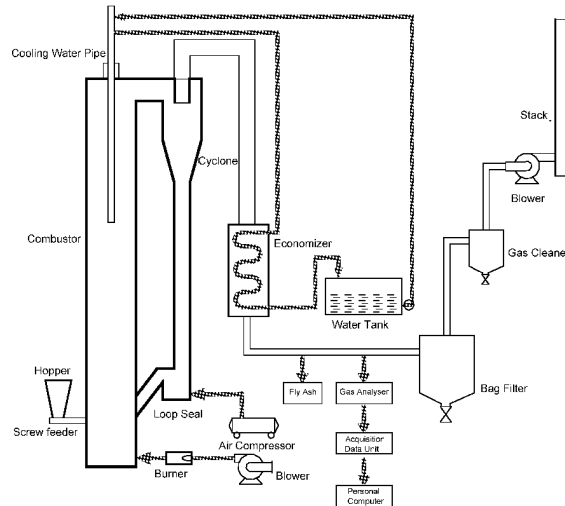 Cooling Water Pipe
Stack
Cyclone
Blower
Combustor
Economizer
Gas Cleane
Water Tank
Hopper
Bag Filter
Fly Ash
Gas Analyser
Loop Seal
Screw feeder
Air Compressor
Acquisition
Data Unit
Burner
Blower
Personal
Computer